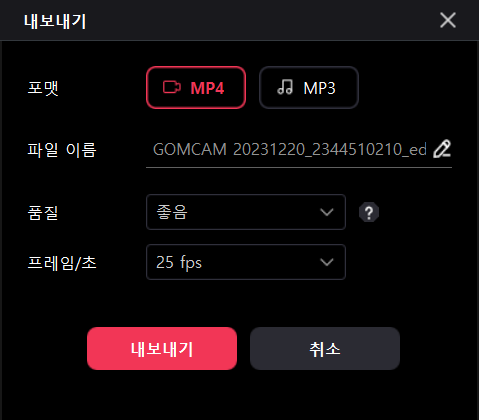 내보내기
포맷
MP4
MP3
파일 이름
GOMCAM 20231220_2344510210_ed
품질
좋음
?
프레임/초
25 fps
내보내기
취소